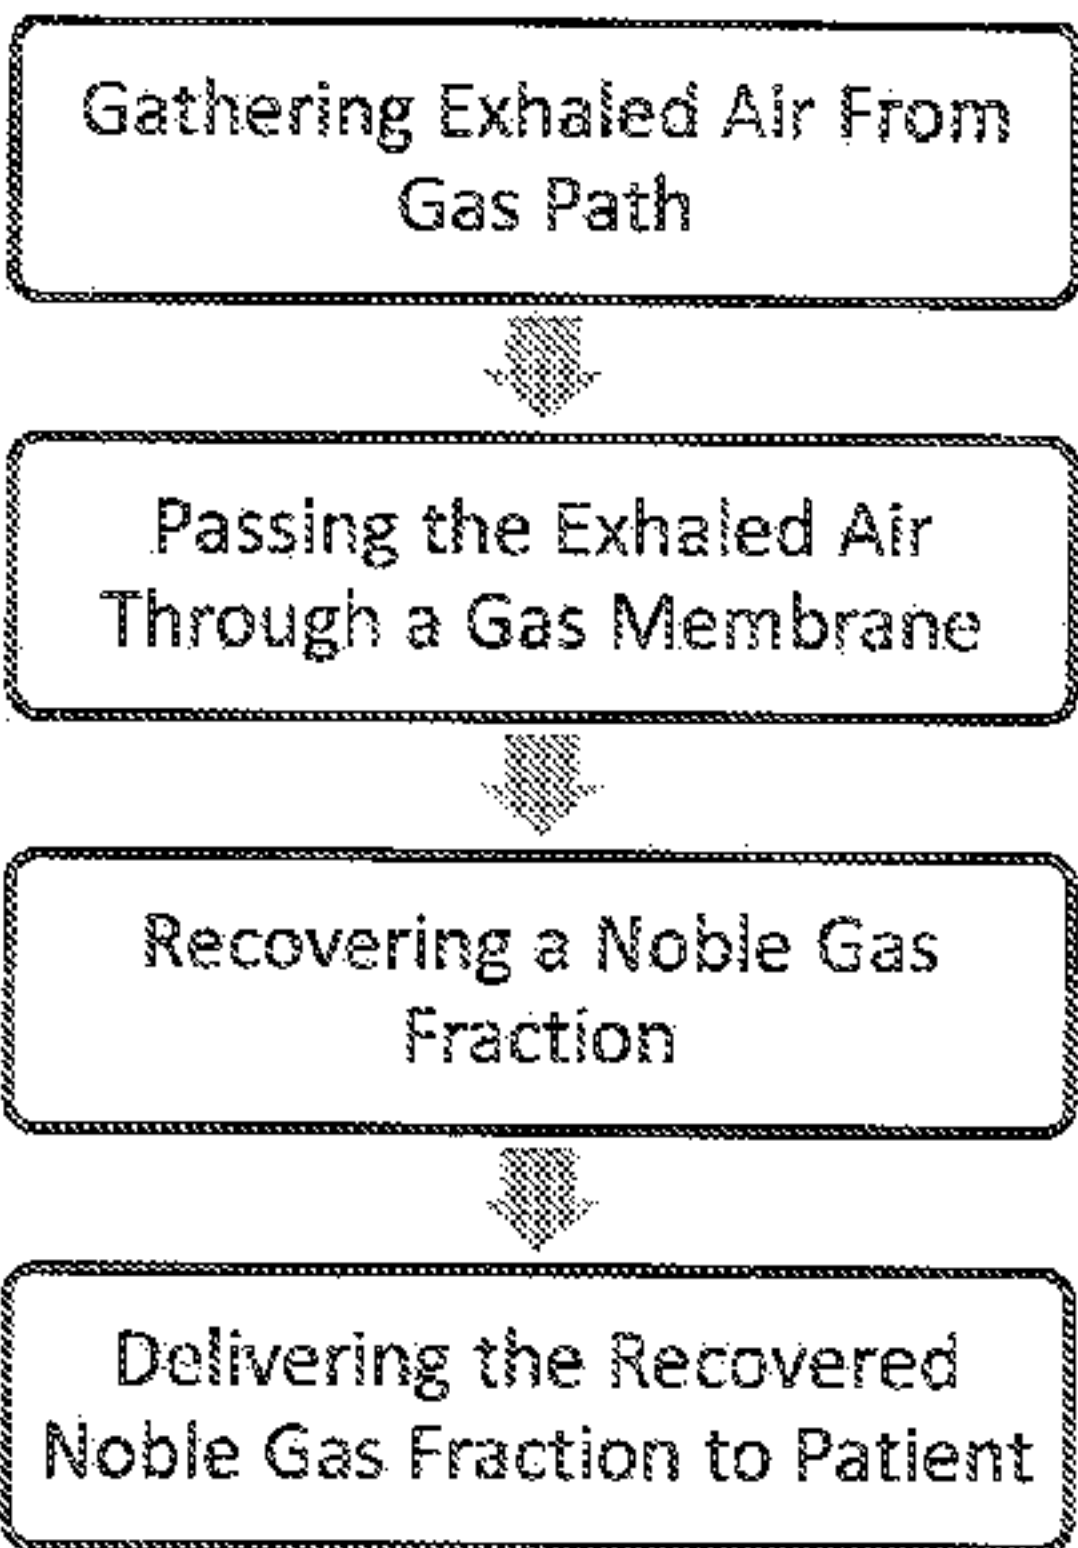 Gathering Exhaled Air From
Gas Path
Passing the Exhaled Air
Through a Gas Membrane
Recovering a Noble Gas
Fraction
Delivering the Recovered
Noble Gas Fraction to Patient